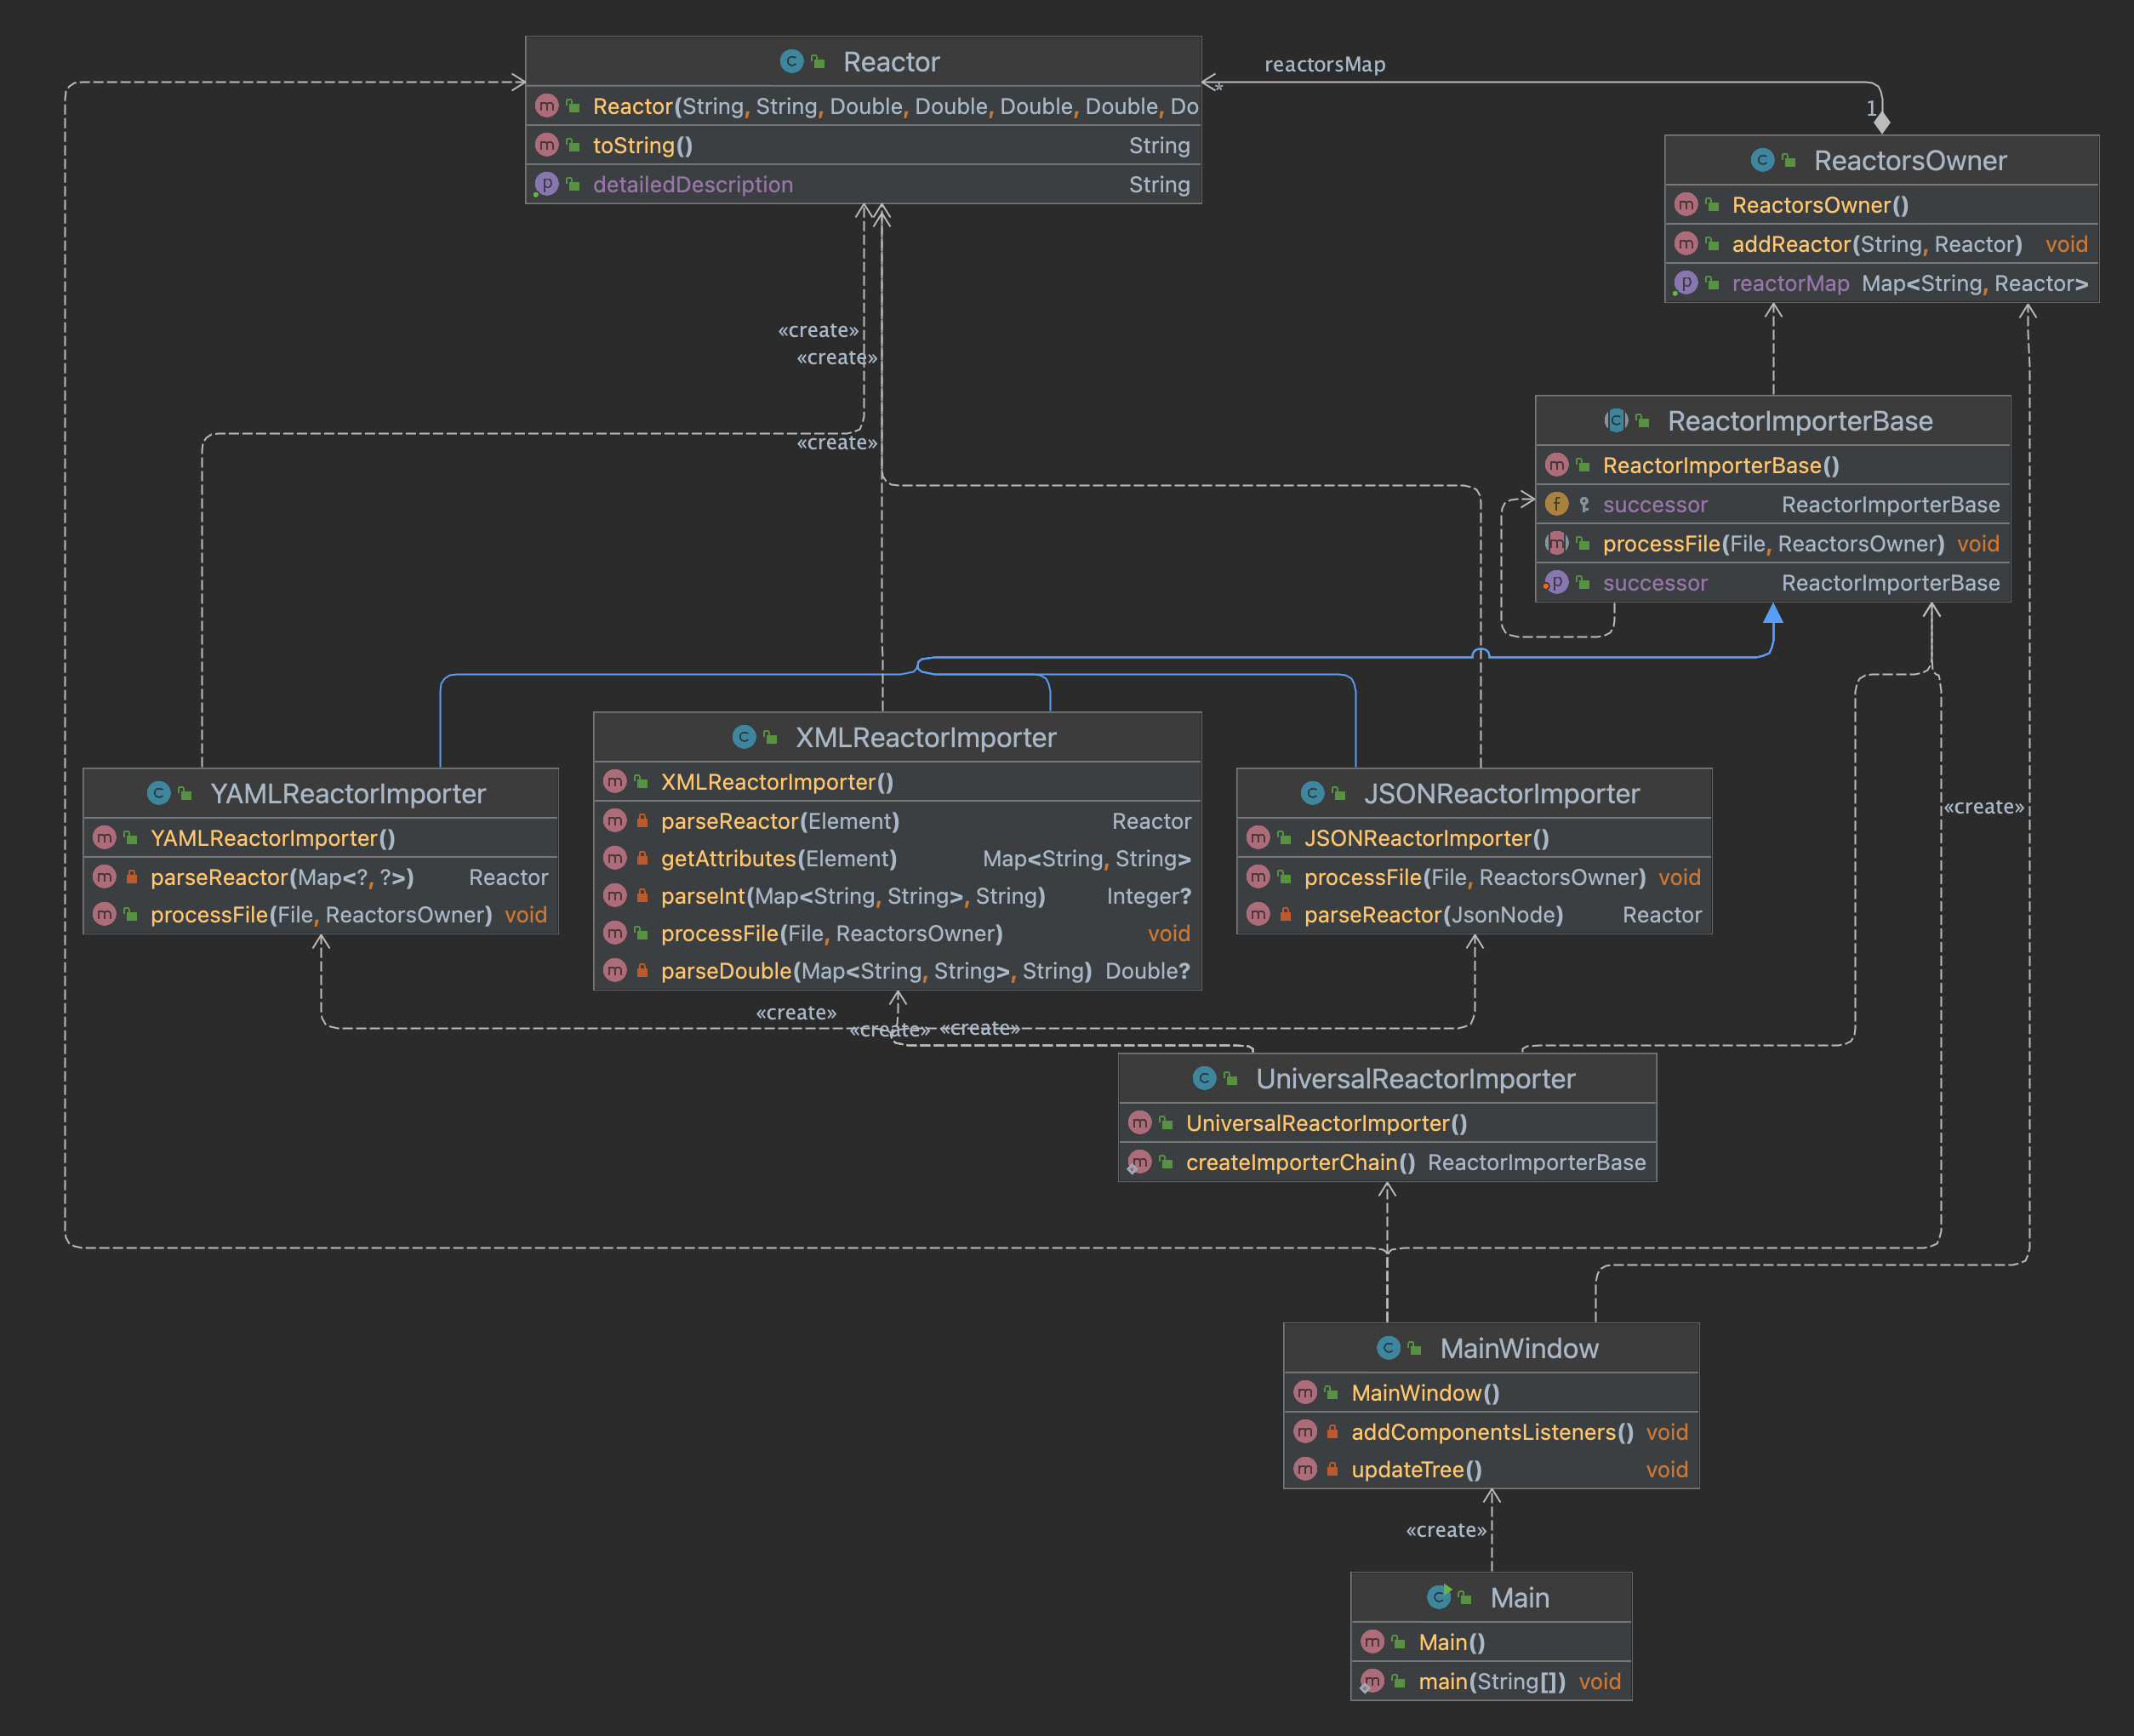 Reactor
Reactor(String, String, Double, Double, Double, Double, Do
toString() String
detailedDescription String
reactorsMap
*
1
ReactorsOwner
ReactorsOwner()
addReactor(String, Reactor) void
reactorMap Map<String, Reactor>
«create»
«create»
«create»
ReactorImporterBase
ReactorImporterBase()
successor ReactorImporterBase
processFile(File, ReactorsOwner) void
successor ReactorImporterBase
YAMLReactorImporter
YAMLReactorImporter()
parseReactor(Map<?, ?>) Reactor
processFile(File, ReactorsOwner) void
XMLReactorImporter
XMLReactorImporter()
parseReactor(Element) Reactor
getAttributes(Element) Map<String, String>
parseInt(Map<String, String>, String) Integer?
processFile(File, ReactorsOwner) void
parseDouble(Map<String, String>, String) Double?
JSONReactorImporter
JSONReactorImporter()
processFile(File, ReactorsOwner) void
parseReactor(JsonNode) Reactor
«create»
«create»
«create»
«create»
UniversalReactorImporter
UniversalReactorImporter()
createImporterChain() ReactorImporterBase
MainWindow
MainWindow()
addComponentsListeners() void
updateTree() void
«create»
Main
Main()
main(String[]) void